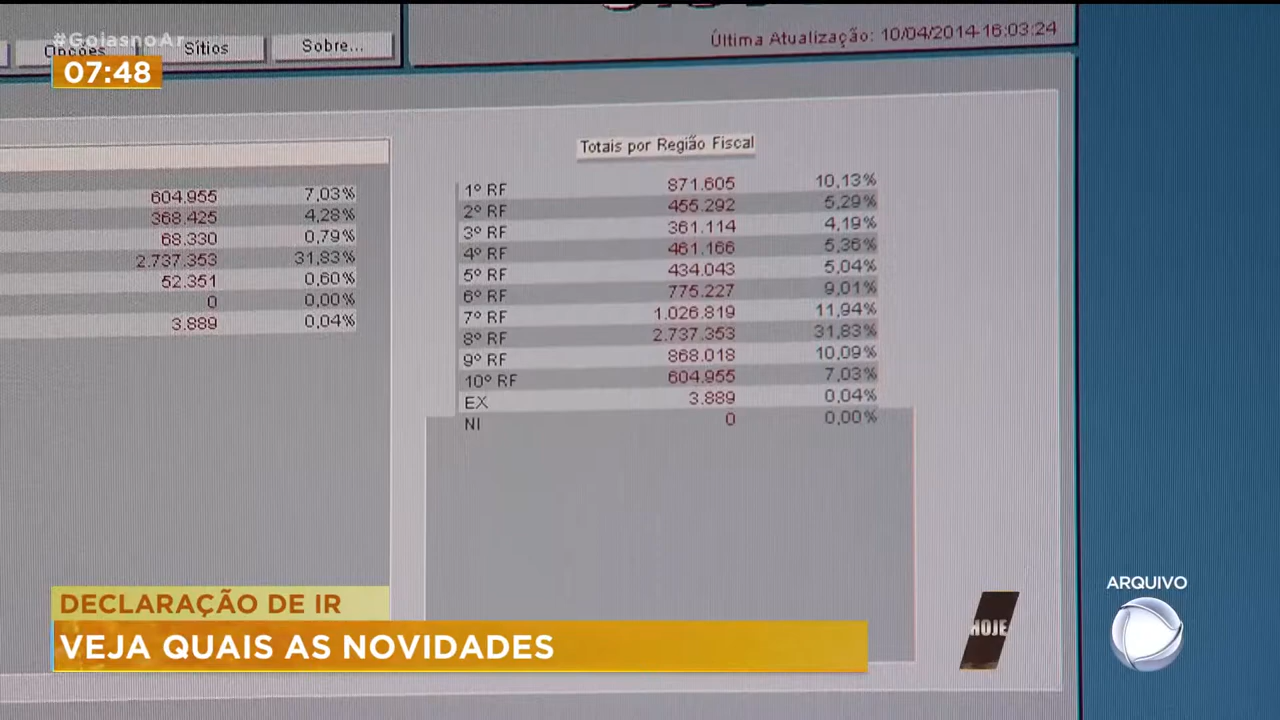 #GoiasnoAr
07:48
Opções
Sítios
Sobre...
Última Atualização: 10/04/2014-16:03:24
604.955 7,03%
368.425 4,28%
68.330 0,79%
2.737.353 31,83%
52.351 0,60%
0 0,00%
3.889 0,04%
Totais por Região Fiscal
1º RF 871.605 10,13%
2º RF 455.292 5,29%
3º RF 361.114 4,19%
4º RF 461.166 5,36%
5º RF 434.043 5,04%
6º RF 775.227 9,01%
7º RF 1.026.819 11,94%
8º RF 2.737.353 31,83%
9º RF 868.018 10,09%
10º RF 604.955 7,03%
EX 3.889 0,04%
NI 0 0,00%
DECLARAÇÃO DE IR
VEJA QUAIS AS NOVIDADES
HOJE
ARQUIVO